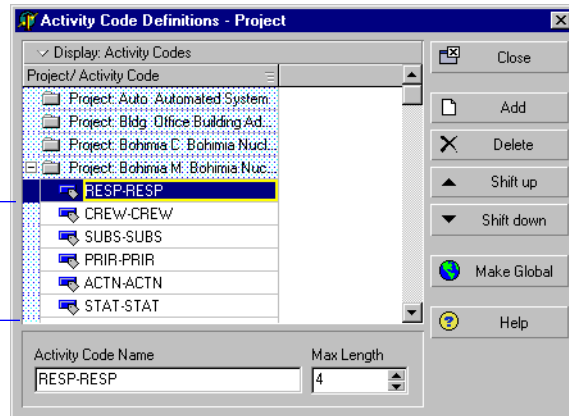 Activity Code Definitions - Project
Display: Activity Codes
Project/ Activity Code
Project: Auto: Automated System:
Project: Bldg: Office Building Ad...
Project: Bohimia C: Bohimia Nucl...
Project: Bohimia M: Bohimia Nuc...
RESP-RESP
CREW-CREW
SUBS-SUBS
PRIR-PRIR
ACTN-ACTN
STAT-STAT
Activity Code Name
Max Length
RESP-RESP
4
Close
Add
Delete
Shift up
Shift down
Make Global
Help